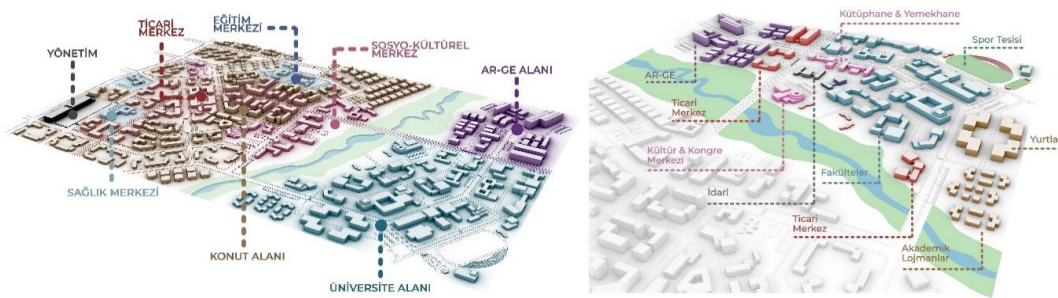 YÖNETİM
TİCARİ
MERKEZ
EĞİTİM
MERKEZİ
SOSYO-KÜLTÜREL
MERKEZ
AR-GE ALANI
SAĞLIK MERKEZİ
KONUT ALANI
ÜNİVERSİTE ALANI
Kütüphane & Yemekhane
Spor Tesisi
AR-GE
Ticari
Merkez
Kültür & Kongre
Merkezi
İdari
Fakülteler
Ticari
Merkez
Yurtla
Akademik
Lojmanlar